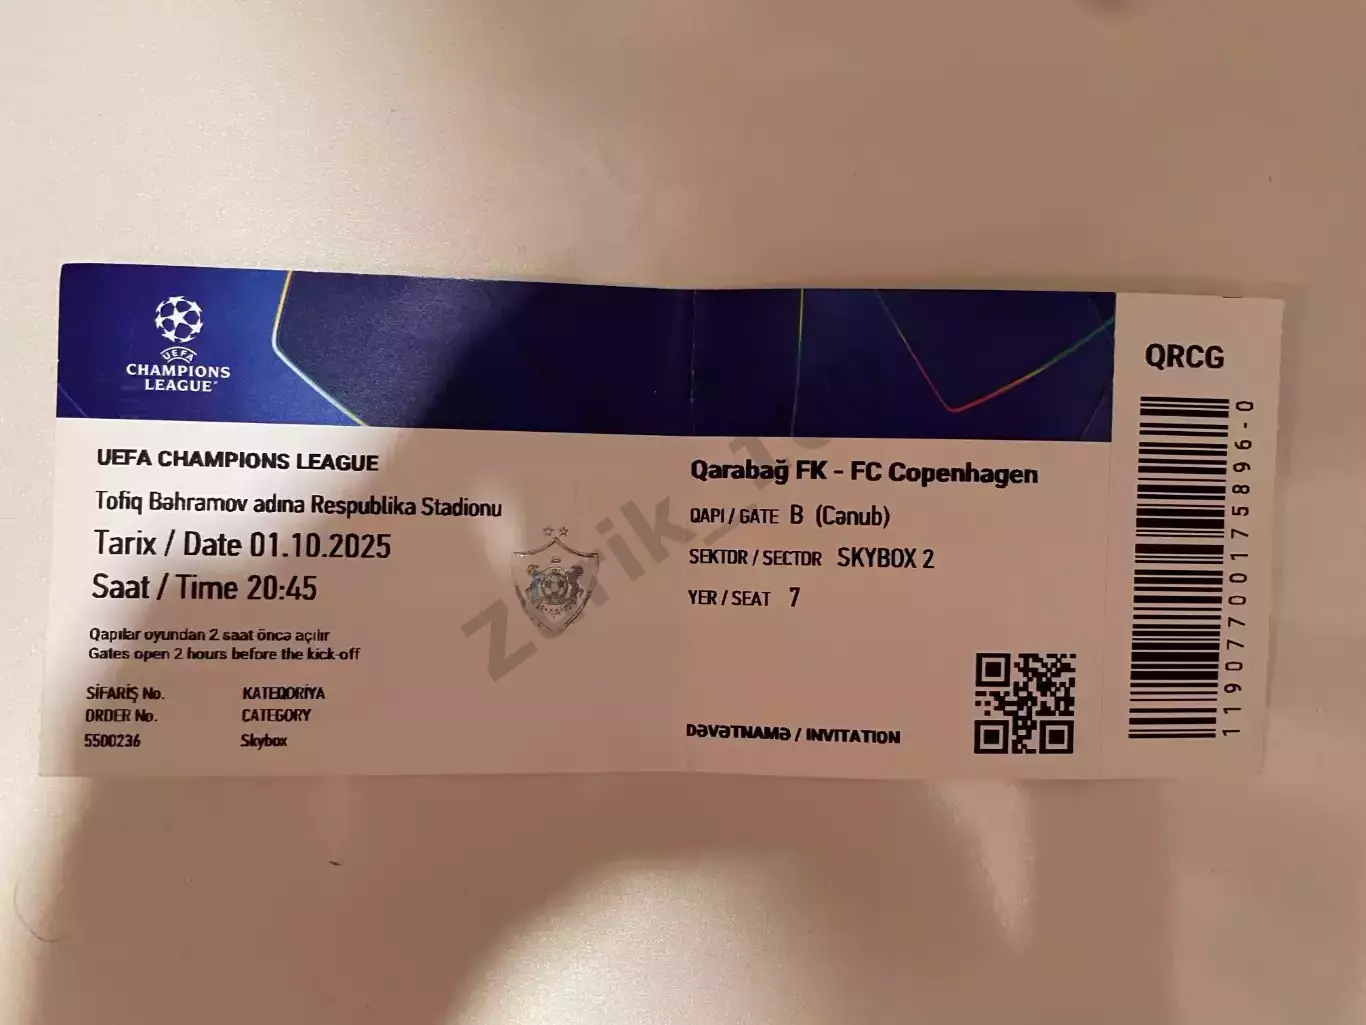 UEFA
CHAMPIONS
LEAGUE
UEFA CHAMPIONS LEAGUE
Tofiq Bəhramov adına Respublika Stadionu
Tarix / Date 01.10.2025
Saat / Time 20:45
Qapılar oyundan 2 saat öncə açılır
Gates open 2 hours before the kick-off
SİFARİŞ No.
ORDER No.
5500236
KATEQORİYA
CATEGORY
Skybox
Qarabağ FK - FC Copenhagen
QAPI / GATE B (Cənub)
SEKTOR / SECTOR SKYBOX 2
YER / SEAT 7
DƏVƏTNAMƏ / INVITATION
QRCG
11907700175896-0